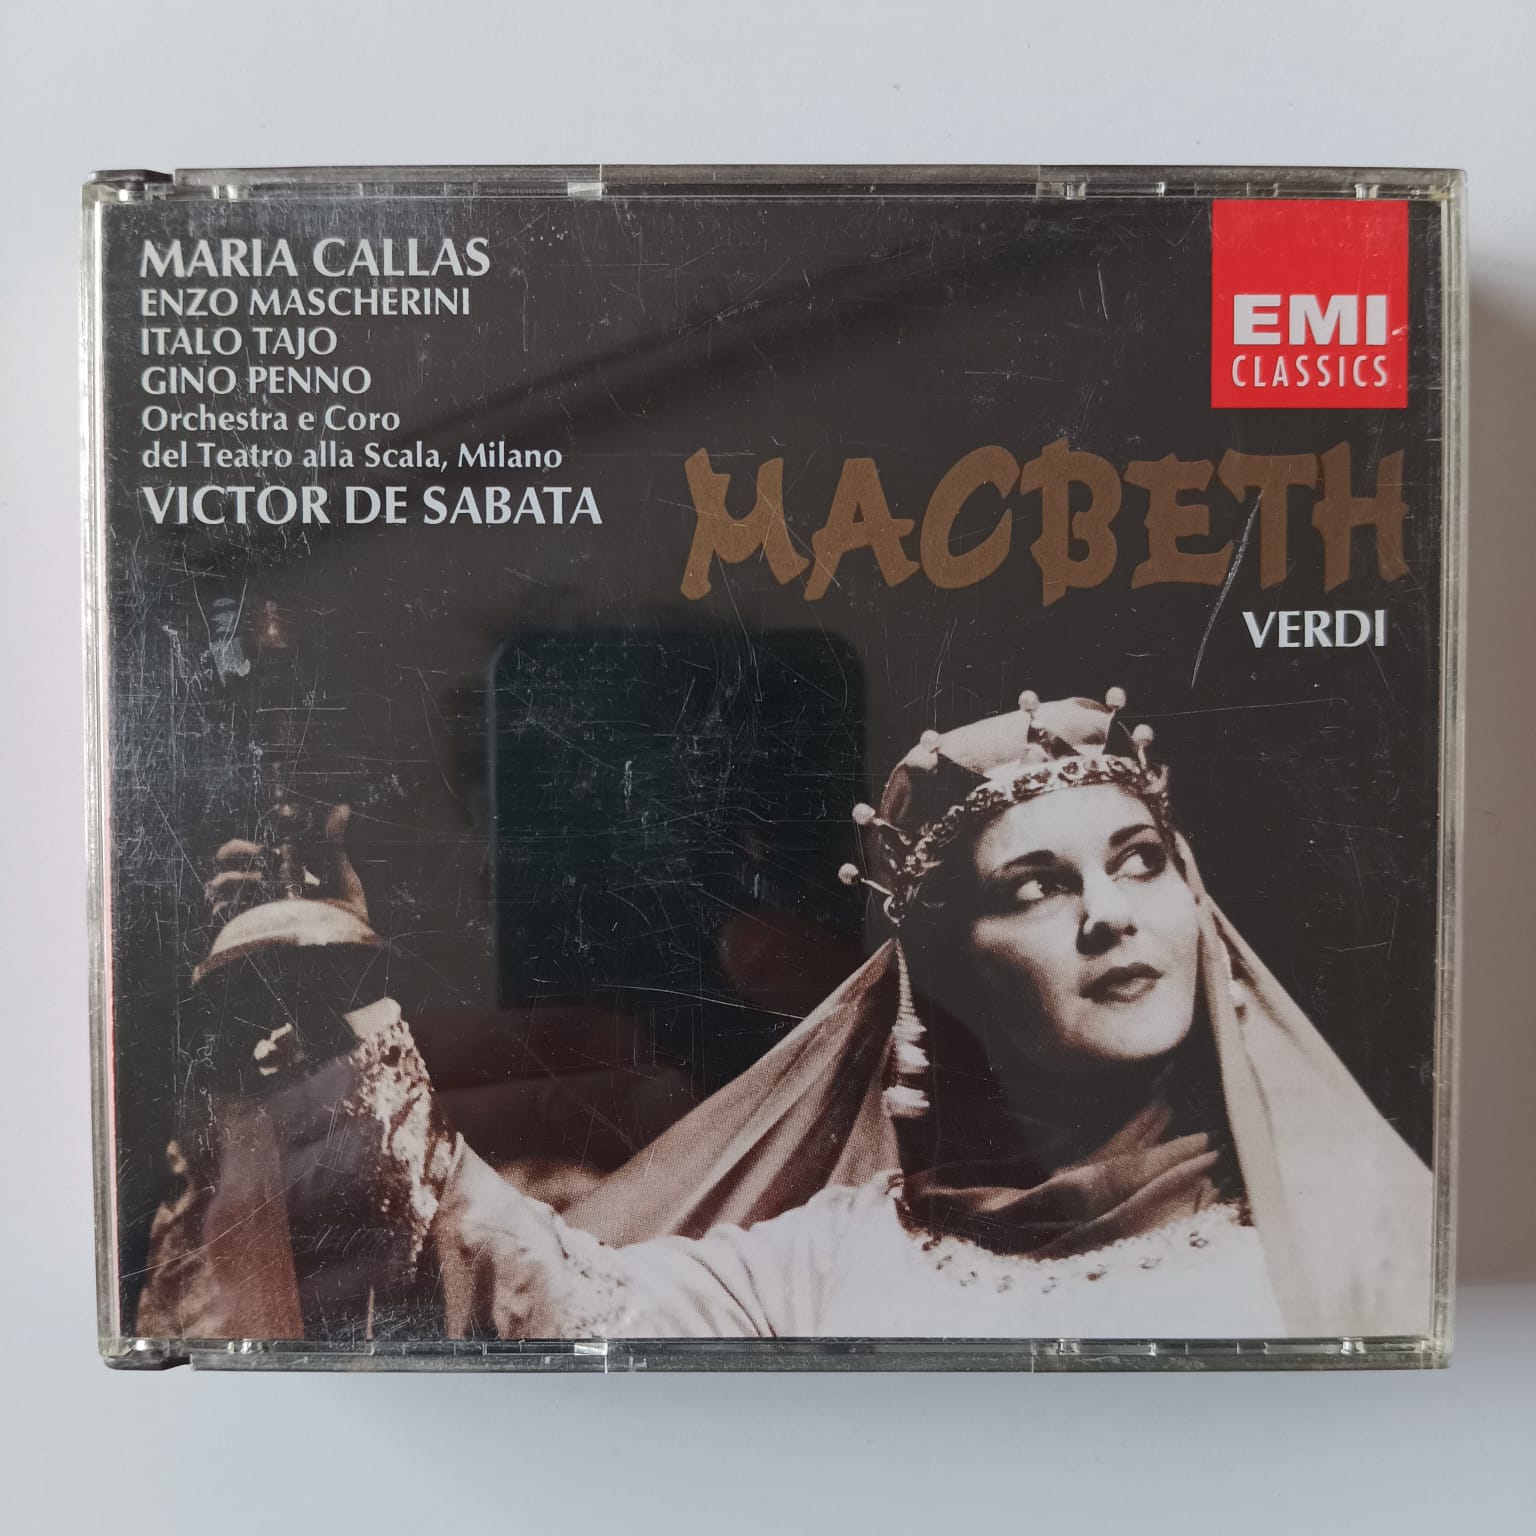 MARIA CALLAS
ENZO MASCHERINI
ITALO TAJO
GINO PENNO
Orchestra e Coro
del Teatro alla Scala, Milano
VICTOR DE SABATA
EMI
CLASSICS
MACBETH
VERDI